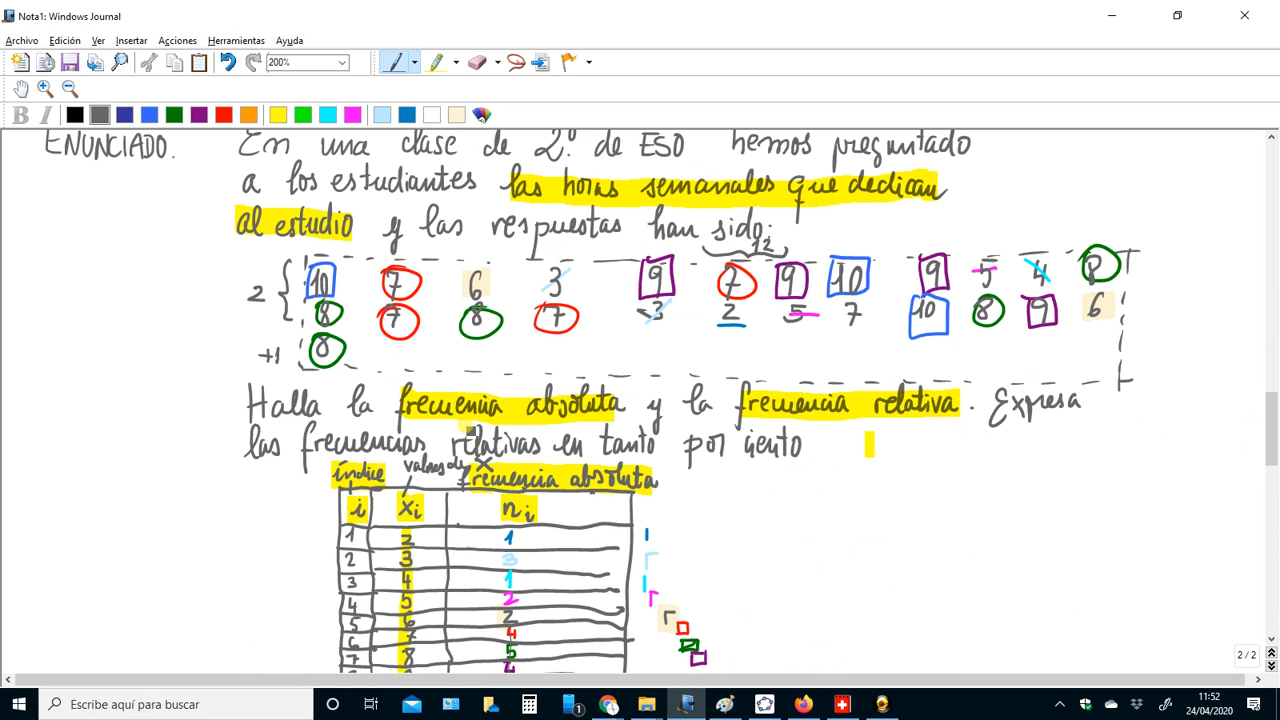 Nota1: Windows Journal
Archivo Edición Ver Insertar Acciones Herramientas Ayuda
200%
B I
ENUNCIADO. En una clase de 2º. de ESO hemos preguntado
a los estudiantes las horas semanales que dedican
al estudio y las respuestas han sido:
12
10 7 6 3 9 7 9 10 9 5 4 8
2
8 7 8 7 3 2 5 7 10 8 9 6
+1 8
Halla la frecuencia absoluta y la frecuencia relativa. Expresa
las frecuencias relativas en tanto por ciento
índice valores de x frecuencia absoluta
i xi ni
1 2 1
2 3 3
3 4 1
4 5 2
5 6 2
6 7 4
7 8 5
2 / 2
Escribe aquí para buscar
1
11:52
24/04/2020